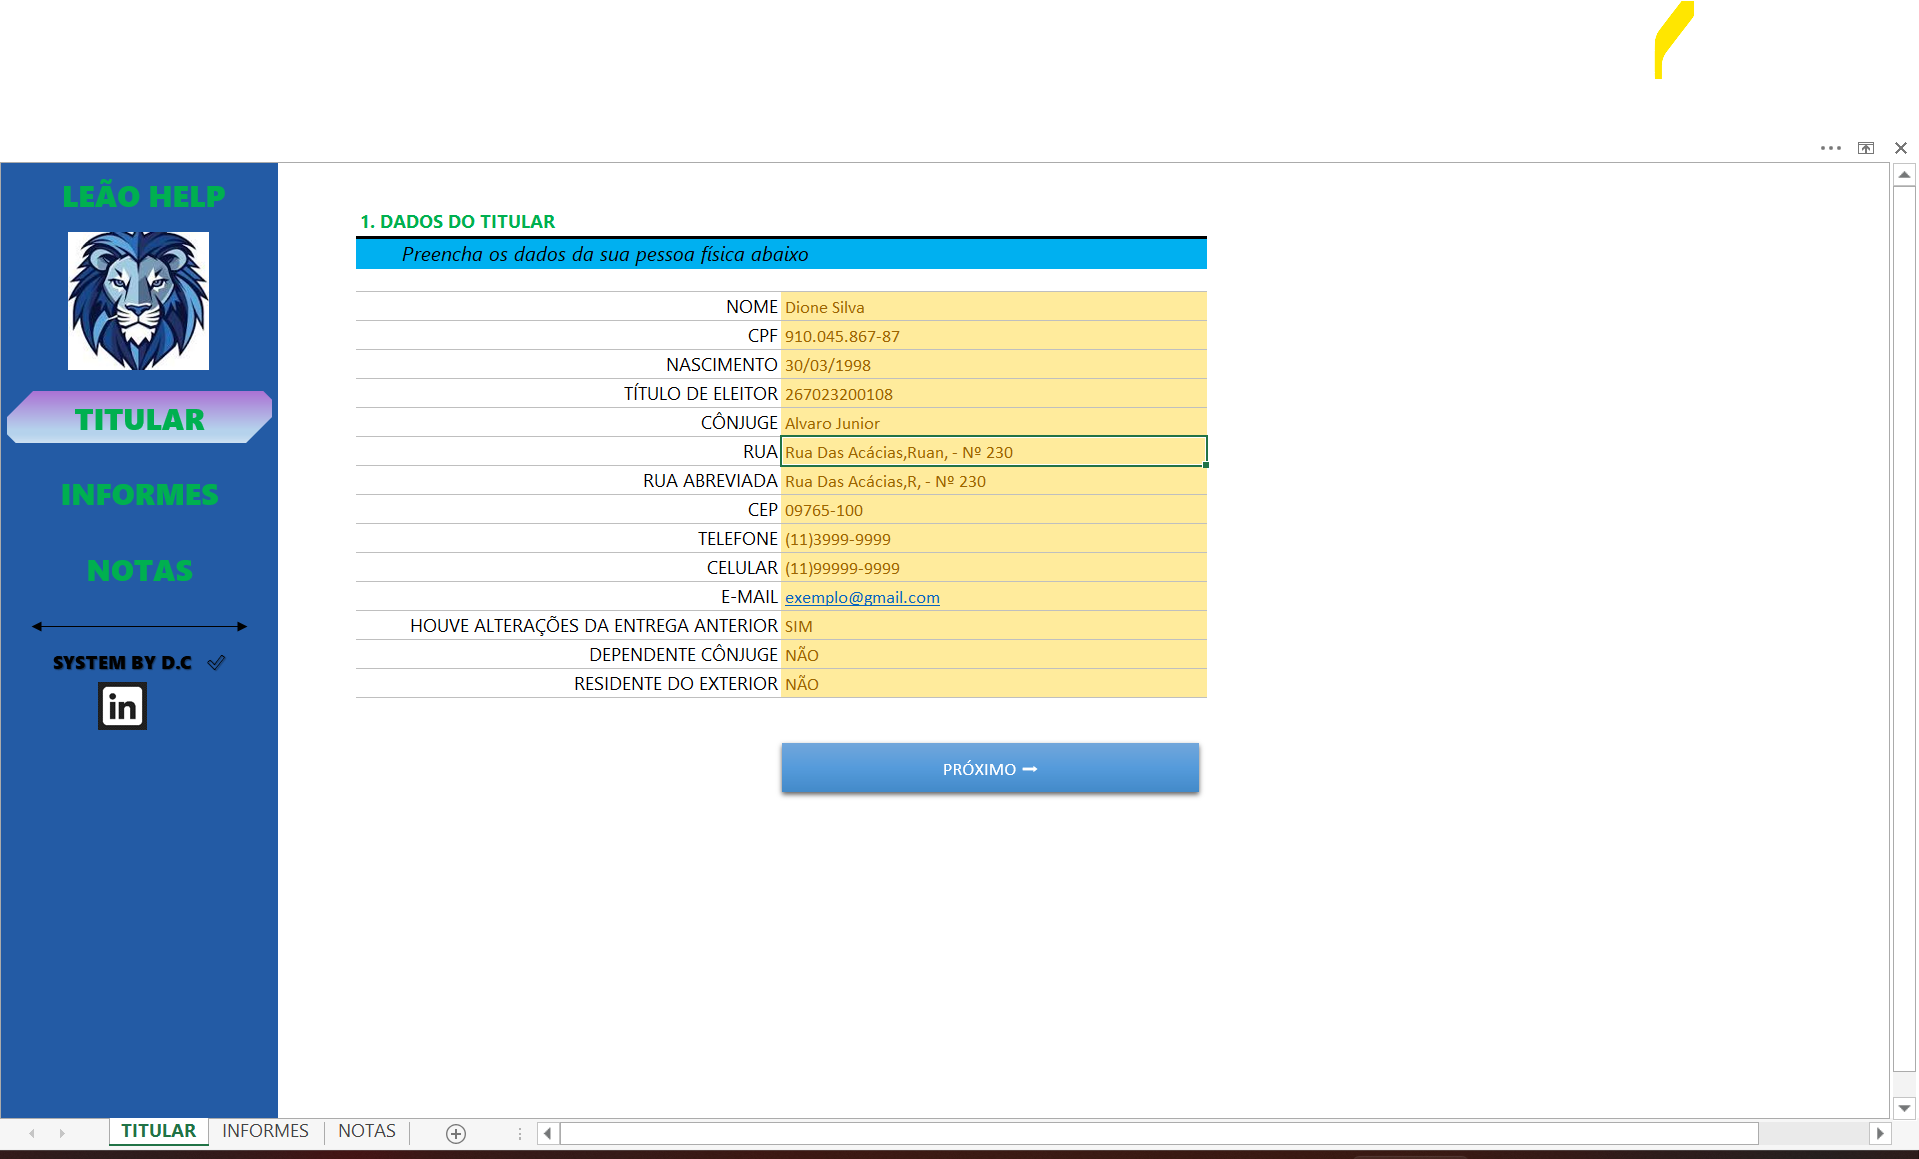 LEÃO HELP
TITULAR
INFORMES
NOTAS
SYSTEM BY D.C
in
1. DADOS DO TITULAR
Preencha os dados da sua pessoa física abaixo
NOME Dione Silva
CPF 910.045.867-87
NASCIMENTO 30/03/1998
TÍTULO DE ELEITOR 267023200108
CÔNJUGE Alvaro Junior
RUA Rua Das Acácias,Ruan, - Nº 230
RUA ABREVIADA Rua Das Acácias,R, - Nº 230
CEP 09765-100
TELEFONE (11)3999-9999
CELULAR (11)99999-9999
E-MAIL exemplo@gmail.com
HOUVE ALTERAÇÕES DA ENTREGA ANTERIOR SIM
DEPENDENTE CÔNJUGE NÃO
RESIDENTE DO EXTERIOR NÃO
PRÓXIMO
TITULAR INFORMES NOTAS